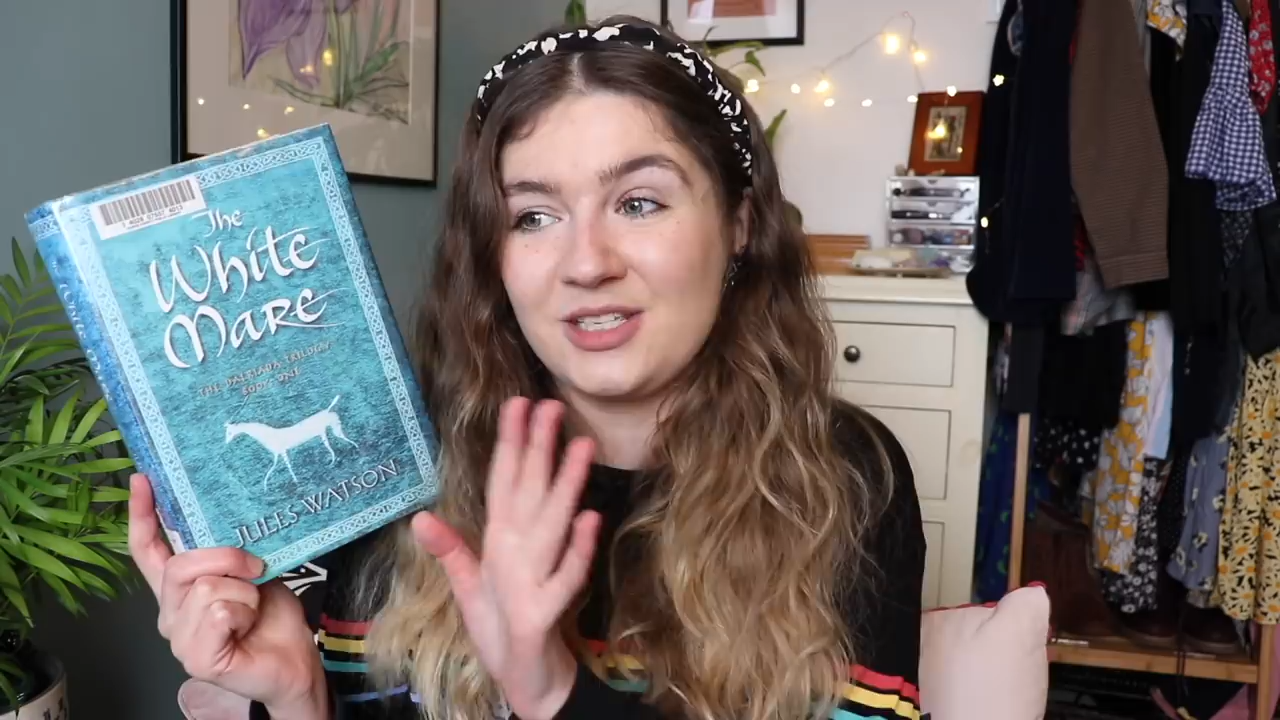 The
White
Mare
THE DALRIADA TRILOGY
BOOK ONE
JULES WATSON